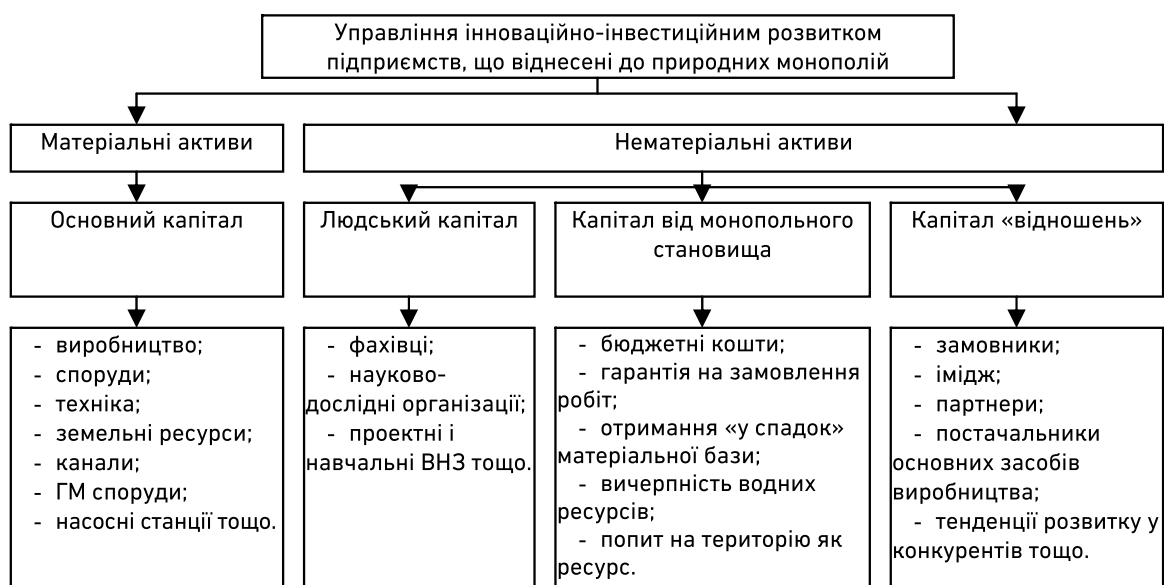 Управління інноваційно-інвестиційним розвитком
підприємств, що віднесені до природних монополій
Матеріальні активи
Нематеріальні активи
Основний капітал
Людський капітал
Капітал від монопольного
становища
Капітал «відношень»
- виробництво;
- споруди;
- техніка;
- земельні ресурси;
- канали;
- ГМ споруди;
- насосні станції тощо.
- фахівці;
- науково-
дослідні організації;
- проектні і
навчальні ВНЗ тощо.
- бюджетні кошти;
- гарантія на замовлення
робіт;
- отримання «у спадок»
матеріальної бази;
- вичерпність водних
ресурсів;
- попит на територію як
ресурс.
- замовники;
- імідж;
- партнери;
- постачальники
основних засобів
виробництва;
- тенденції розвитку у
конкурентів тощо.